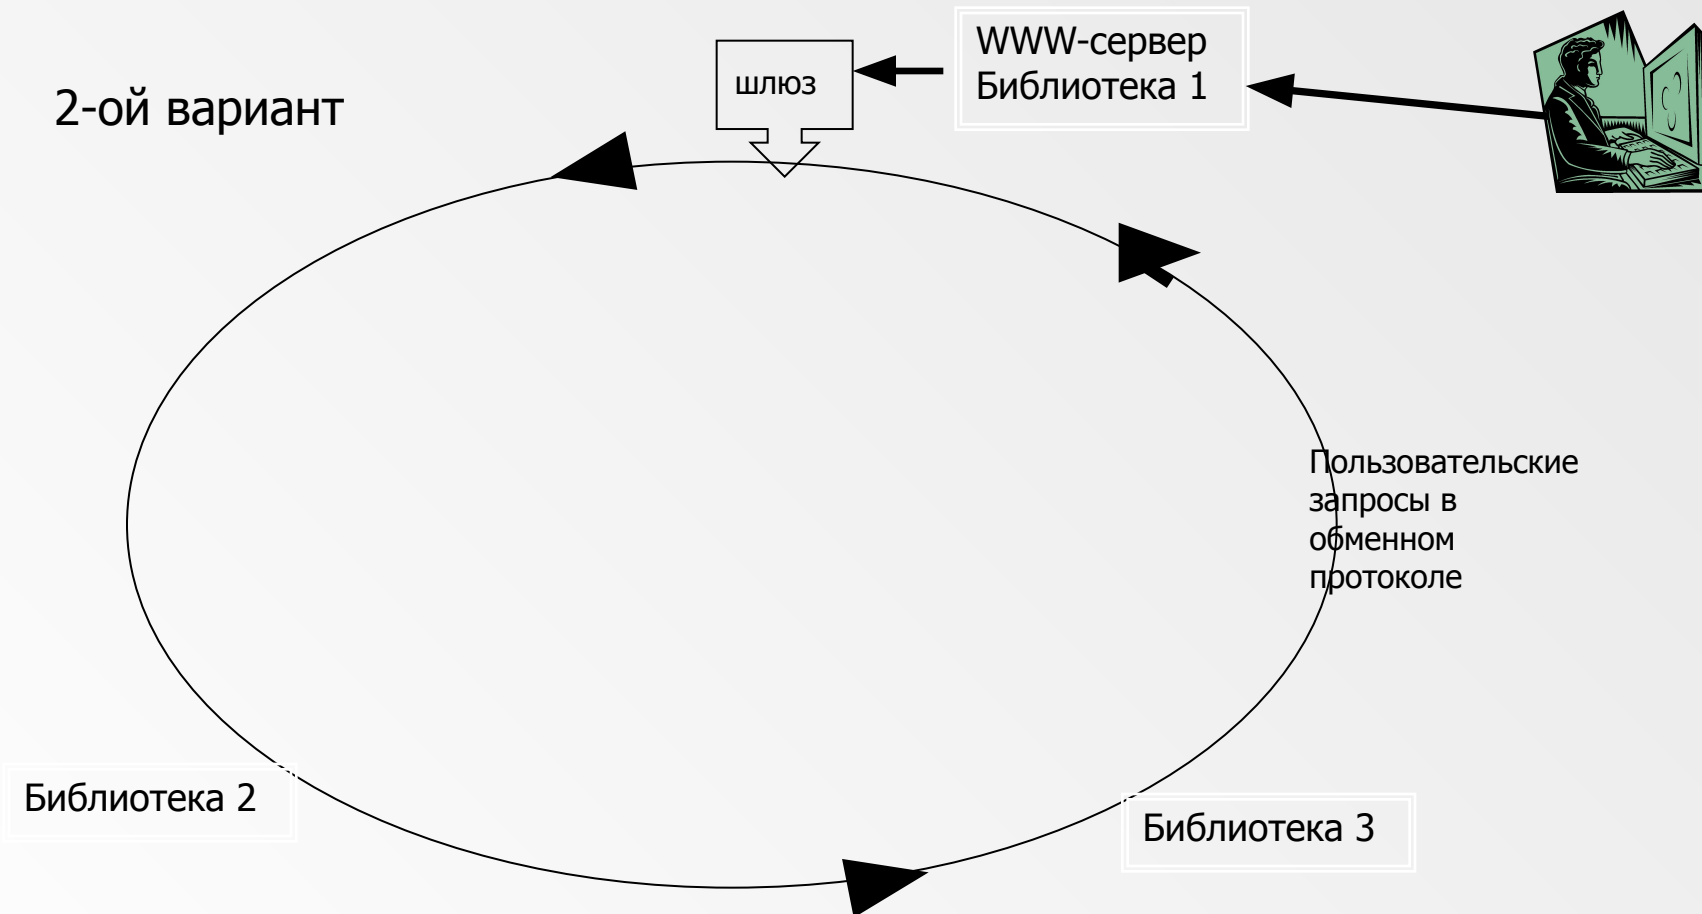 2-ой вариант
шлюз
WWW-сервер
Библиотека 1
Пользовательские
запросы в
обменном
протоколе
Библиотека 2
Библиотека 3